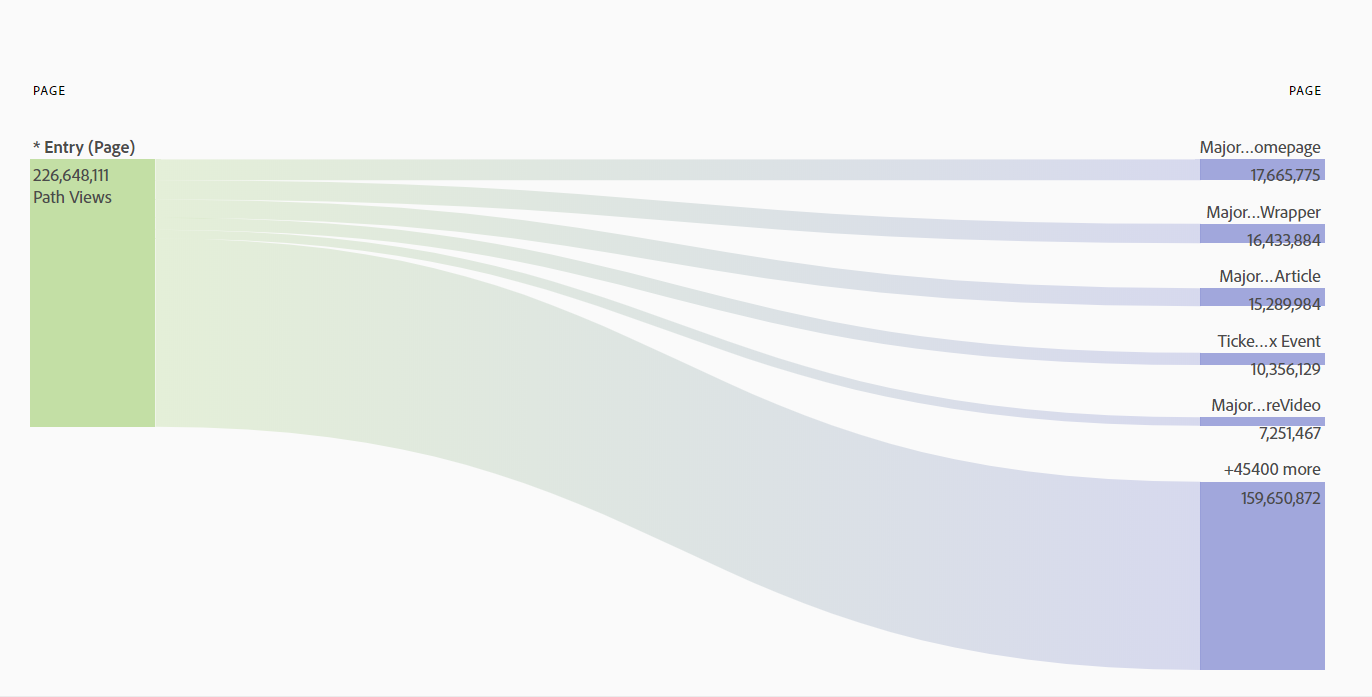 PAGE
PAGE
* Entry (Page)
226,648,111
Path Views
Major...omepage
17,665,775
Major...Wrapper
16,433,884
Major...Article
15,289,984
Ticke...x Event
10,356,129
Major...reVideo
7,251,467
+45400 more
159,650,872